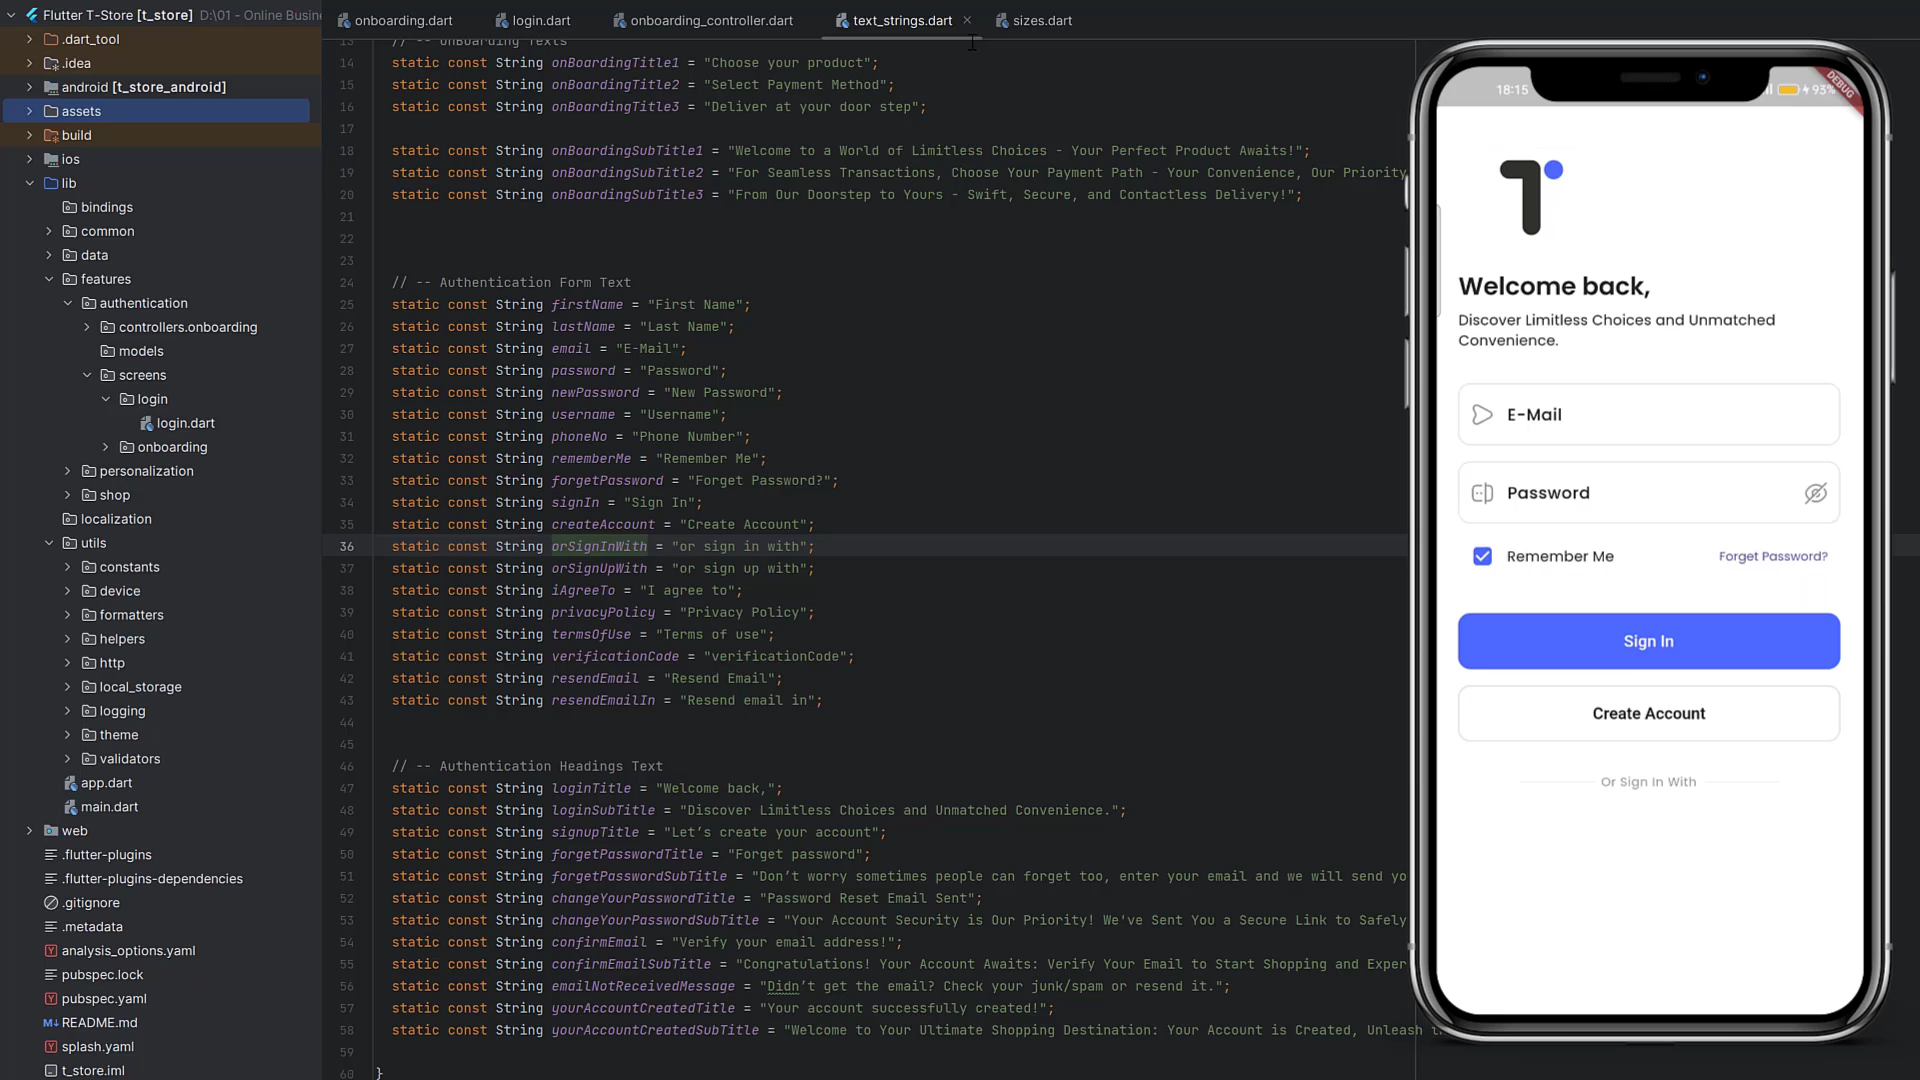 Flutter T-Store [t_store] D:\01 - Online Busine
.dart_tool
.idea
android [t_store_android]
assets
build
ios
lib
bindings
common
data
features
authentication
controllers.onboarding
models
screens
login
login.dart
onboarding
personalization
shop
localization
utils
constants
device
formatters
helpers
http
local_storage
logging
theme
validators
app.dart
main.dart
web
.flutter-plugins
.flutter-plugins-dependencies
.gitignore
.metadata
analysis_options.yaml
pubspec.lock
pubspec.yaml
README.md
splash.yaml
t_store.iml
onboarding.dart login.dart onboarding_controller.dart text_strings.dart sizes.dart
13 // -- OnBoarding Texts
14 static const String onBoardingTitle1 = "Choose your product";
15 static const String onBoardingTitle2 = "Select Payment Method";
16 static const String onBoardingTitle3 = "Deliver at your door step";
17
18 static const String onBoardingSubTitle1 = "Welcome to a World of Limitless Choices - Your Perfect Product Awaits!";
19 static const String onBoardingSubTitle2 = "For Seamless Transactions, Choose Your Payment Path - Your Convenience, Our Priority
20 static const String onBoardingSubTitle3 = "From Our Doorstep to Yours - Swift, Secure, and Contactless Delivery!";
21
22
23
24 // -- Authentication Form Text
25 static const String firstName = "First Name";
26 static const String lastName = "Last Name";
27 static const String email = "E-Mail";
28 static const String password = "Password";
29 static const String newPassword = "New Password";
30 static const String username = "Username";
31 static const String phoneNo = "Phone Number";
32 static const String rememberMe = "Remember Me";
33 static const String forgetPassword = "Forget Password?";
34 static const String signIn = "Sign In";
35 static const String createAccount = "Create Account";
36 static const String orSignInWith = "or sign in with";
37 static const String orSignUpWith = "or sign up with";
38 static const String iAgreeTo = "I agree to";
39 static const String privacyPolicy = "Privacy Policy";
40 static const String termsOfUse = "Terms of use";
41 static const String verificationCode = "verificationCode";
42 static const String resendEmail = "Resend Email";
43 static const String resendEmailIn = "Resend email in";
44
45
46 // -- Authentication Headings Text
47 static const String loginTitle = "Welcome back,";
48 static const String loginSubTitle = "Discover Limitless Choices and Unmatched Convenience.";
49 static const String signupTitle = "Let’s create your account";
50 static const String forgetPasswordTitle = "Forget password";
51 static const String forgetPasswordSubTitle = "Don’t worry sometimes people can forget too, enter your email and we will send yo
52 static const String changeYourPasswordTitle = "Password Reset Email Sent";
53 static const String changeYourPasswordSubTitle = "Your Account Security is Our Priority! We've Sent You a Secure Link to Safely
54 static const String confirmEmail = "Verify your email address!";
55 static const String confirmEmailSubTitle = "Congratulations! Your Account Awaits: Verify Your Email to Start Shopping and Exper
56 static const String emailNotReceivedMessage = "Didn’t get the email? Check your junk/spam or resend it.";
57 static const String yourAccountCreatedTitle = "Your account successfully created!";
58 static const String yourAccountCreatedSubTitle = "Welcome to Your Ultimate Shopping Destination: Your Account is Created, Unleash t
59
60 }
18:15 93% DEBUG
Welcome back,
Discover Limitless Choices and Unmatched
Convenience.
E-Mail
Password
Remember Me Forget Password?
Sign In
Create Account
Or Sign In With